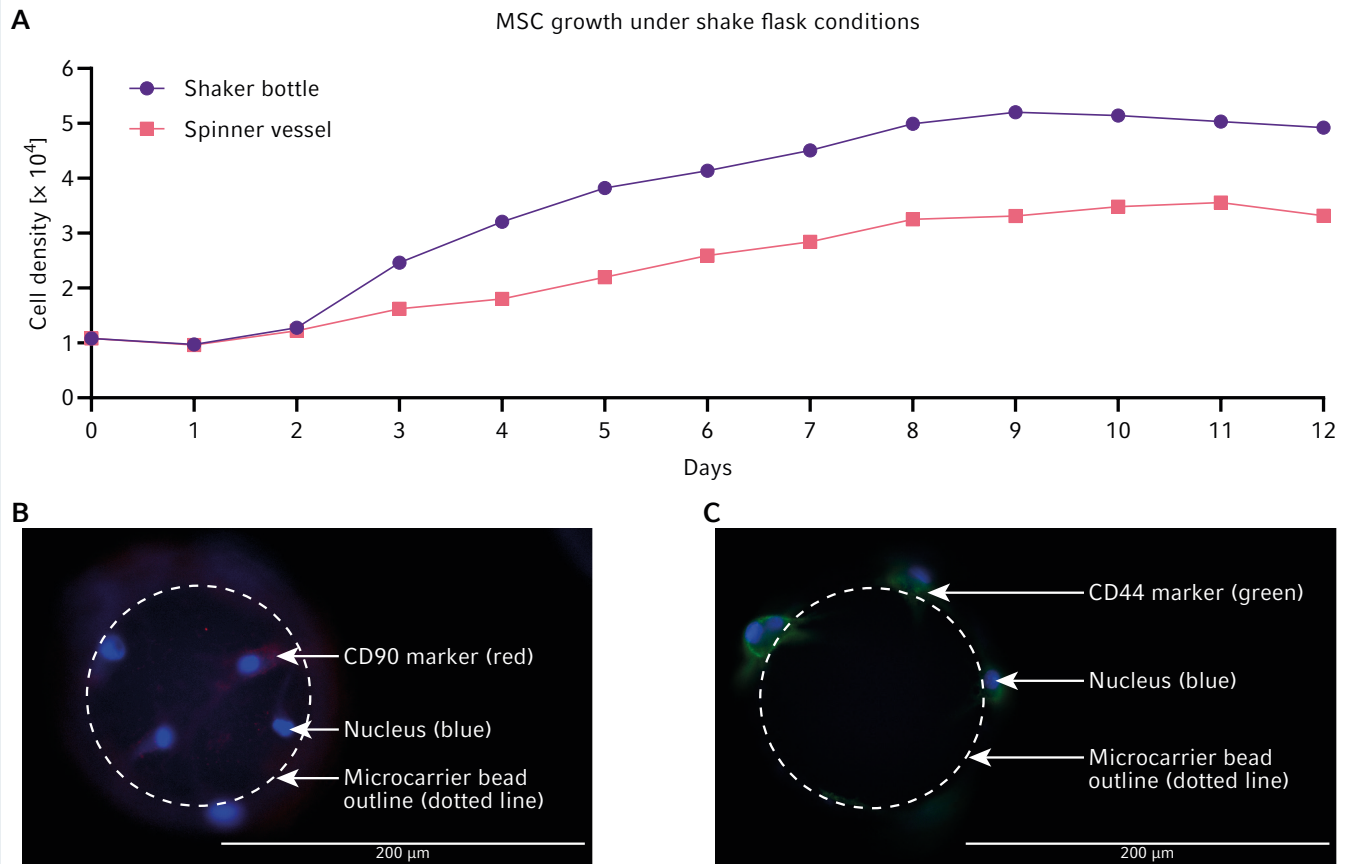 A
MSC growth under shake flask conditions
Shaker bottle
Spinner vessel
Cell density [× 10⁴]
6
5
4
3
2
1
0
0 1 2 3 4 5 6 7 8 9 10 11 12
Days
B
CD90 marker (red)
Nucleus (blue)
Microcarrier bead
outline (dotted line)
200 µm
C
CD44 marker (green)
Nucleus (blue)
Microcarrier bead
outline (dotted line)
200 µm